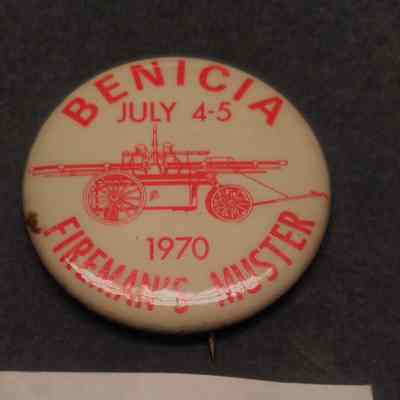 BENICIA
JULY 4-5
1970
FIREMAN'S MUSTER